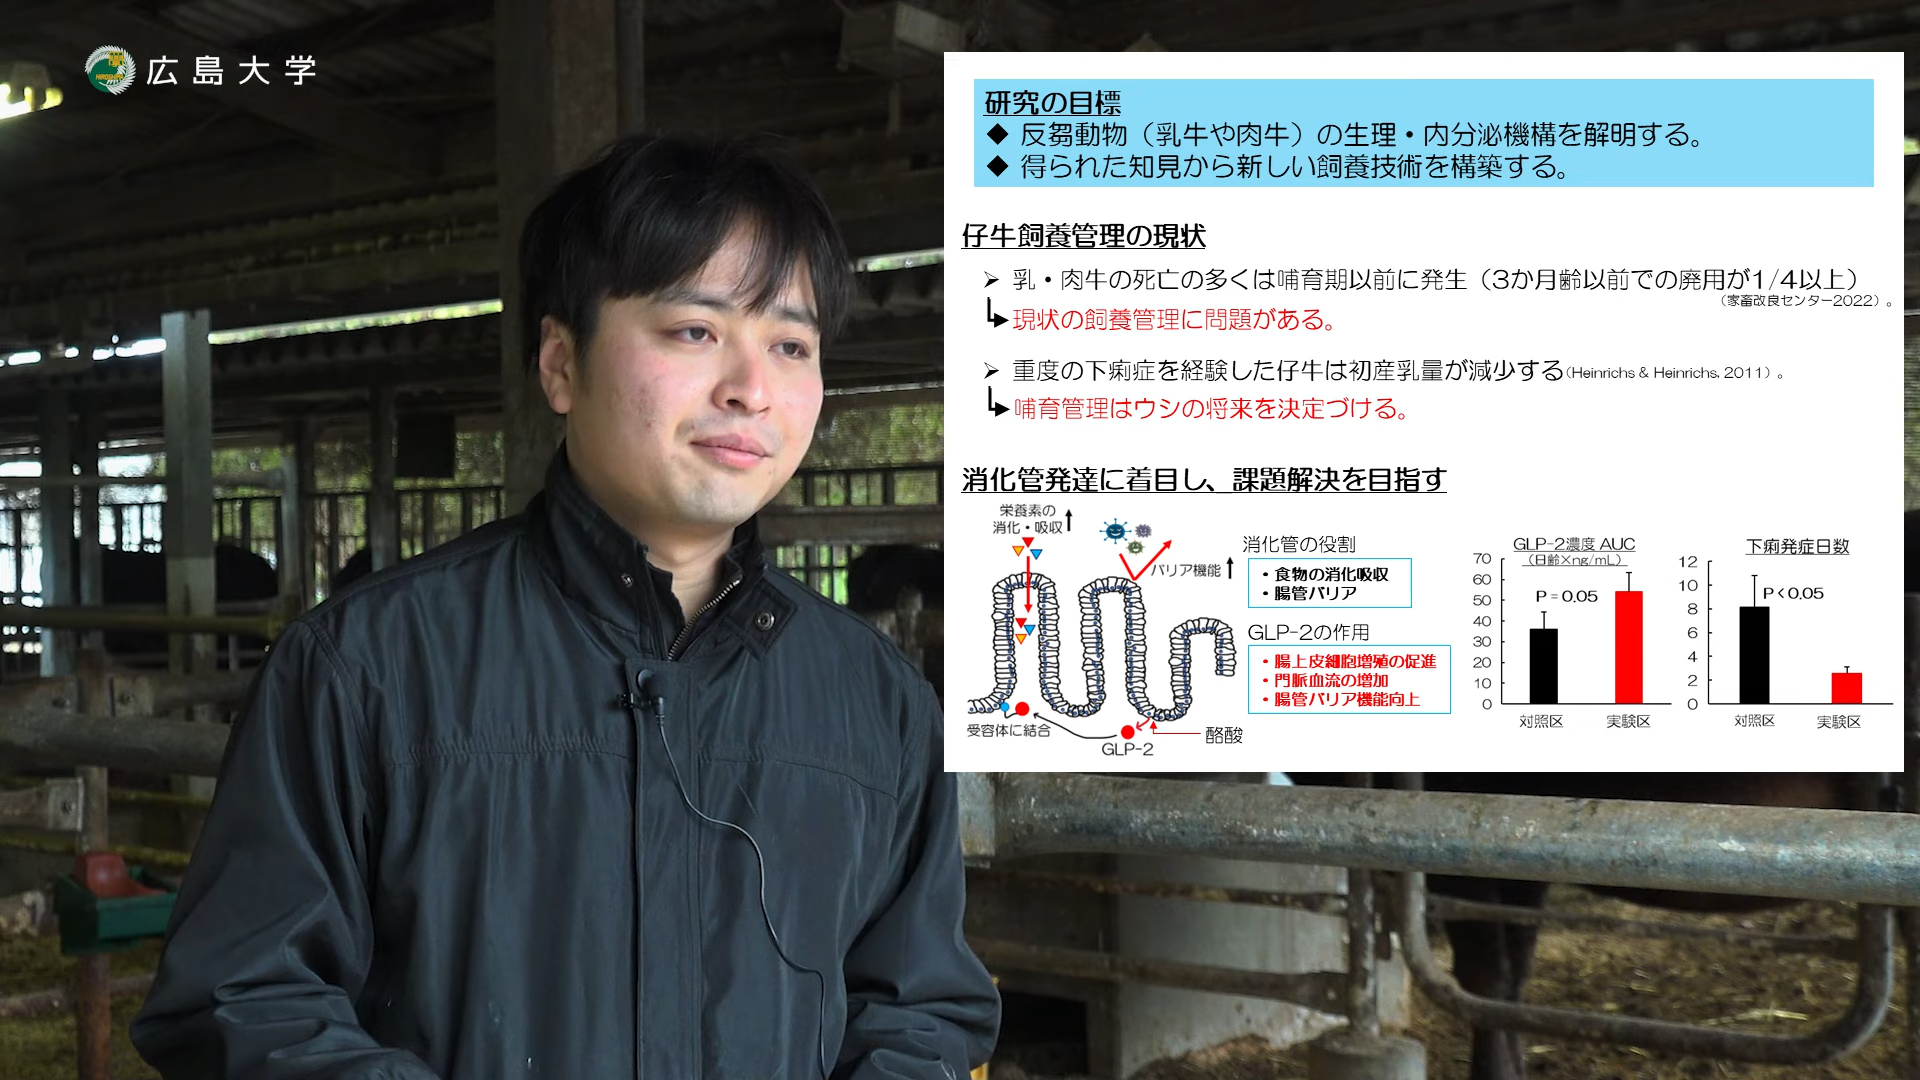 広島大学
研究の目標
◆ 反芻動物（乳牛や肉牛）の生理・内分泌機構を解明する。
◆ 得られた知見から新しい飼養技術を構築する。
仔牛飼養管理の現状
➢ 乳・肉牛の死亡の多くは哺育期以前に発生（3か月齢以前での廃用が1/4以上）
（家畜改良センター2022）。
現状の飼養管理に問題がある。
➢ 重度の下痢症を経験した仔牛は初産乳量が減少する（Heinrichs & Heinrichs, 2011）。
哺育管理はウシの将来を決定づける。
消化管発達に着目し、課題解決を目指す
栄養素の
消化・吸収
バリア機能
受容体に結合
GLP-2
酪酸
消化管の役割
・食物の消化吸収
・腸管バリア
GLP-2の作用
・腸上皮細胞増殖の促進
・門脈血流の増加
・腸管バリア機能向上
GLP-2濃度 AUC
（日齢×ng/mL）
70
60
50
40
30
20
10
0
P = 0.05
対照区 実験区
下痢発症日数
12
10
8
6
4
2
0
P < 0.05
対照区 実験区